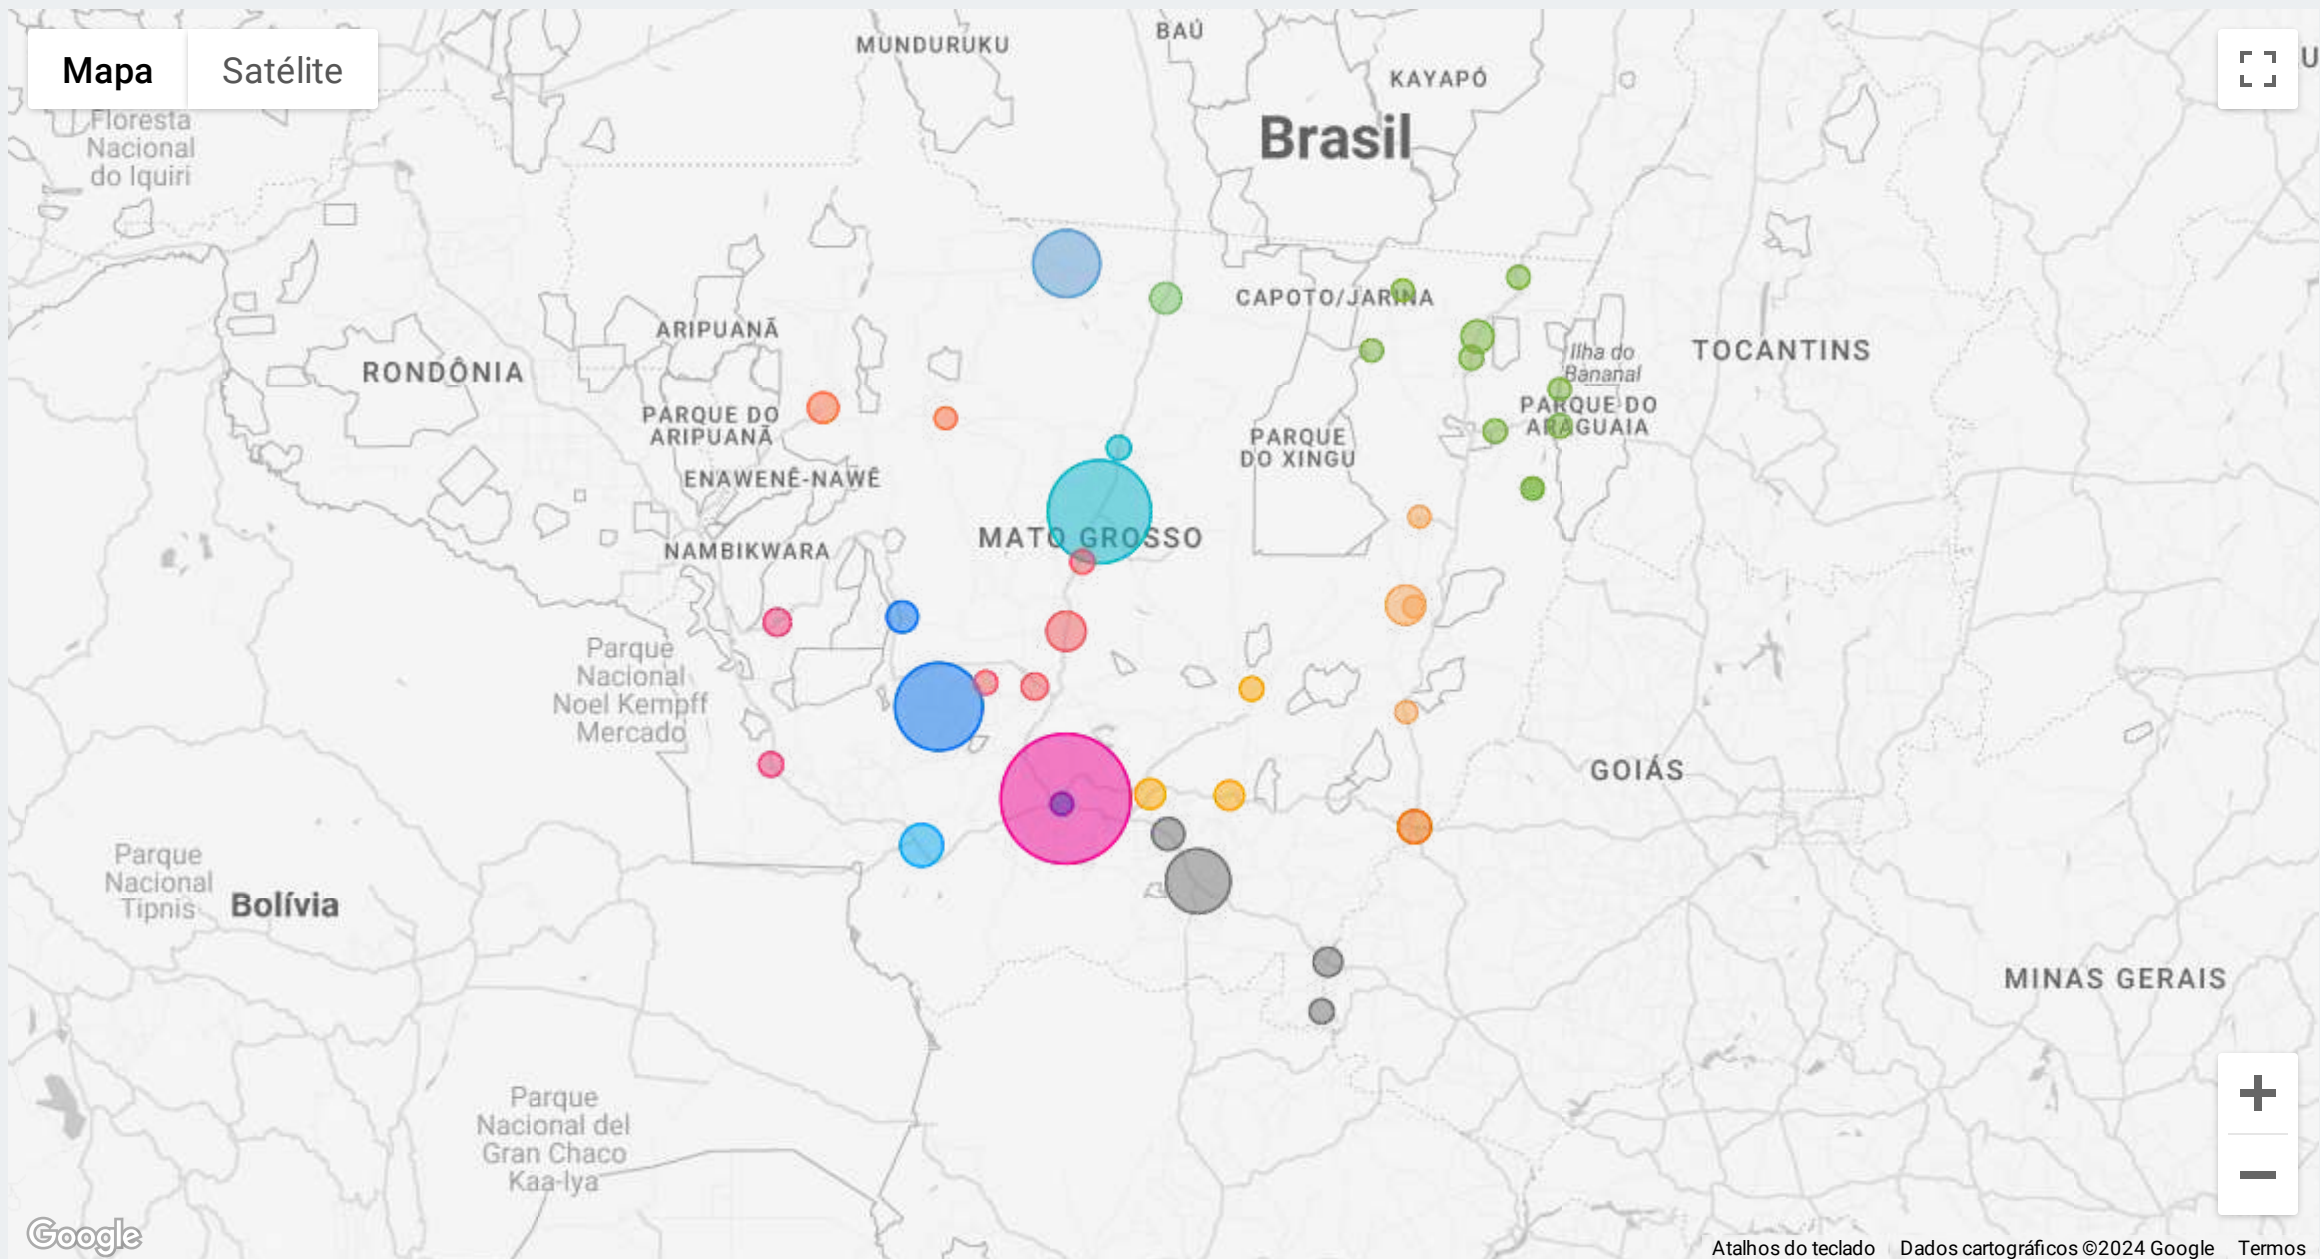 MUNDURUKU
BAÚ
Mapa
Satélite
KAYAPÓ
Floresta
Nacional
do Iquiri
Brasil
CAPOTO/JARINA
ARIPUANÃ
RONDÔNIA
TOCANTINS
Ilha do
Bananal
PARQUE DO
ARIPUANÃ
PARQUE DO
ARAGUAIA
PARQUE
DO XINGU
ENAWENÊ-NAWÊ
MATO GROSSO
NAMBIKWARA
Parque
Nacional
Noel Kempff
Mercado
GOIÁS
Parque
Nacional
Tipnis
Bolívia
MINAS GERAIS
Parque
Nacional del
Gran Chaco
Kaa-lya
Google
Atalhos do teclado
Dados cartográficos ©2024 Google
Termos